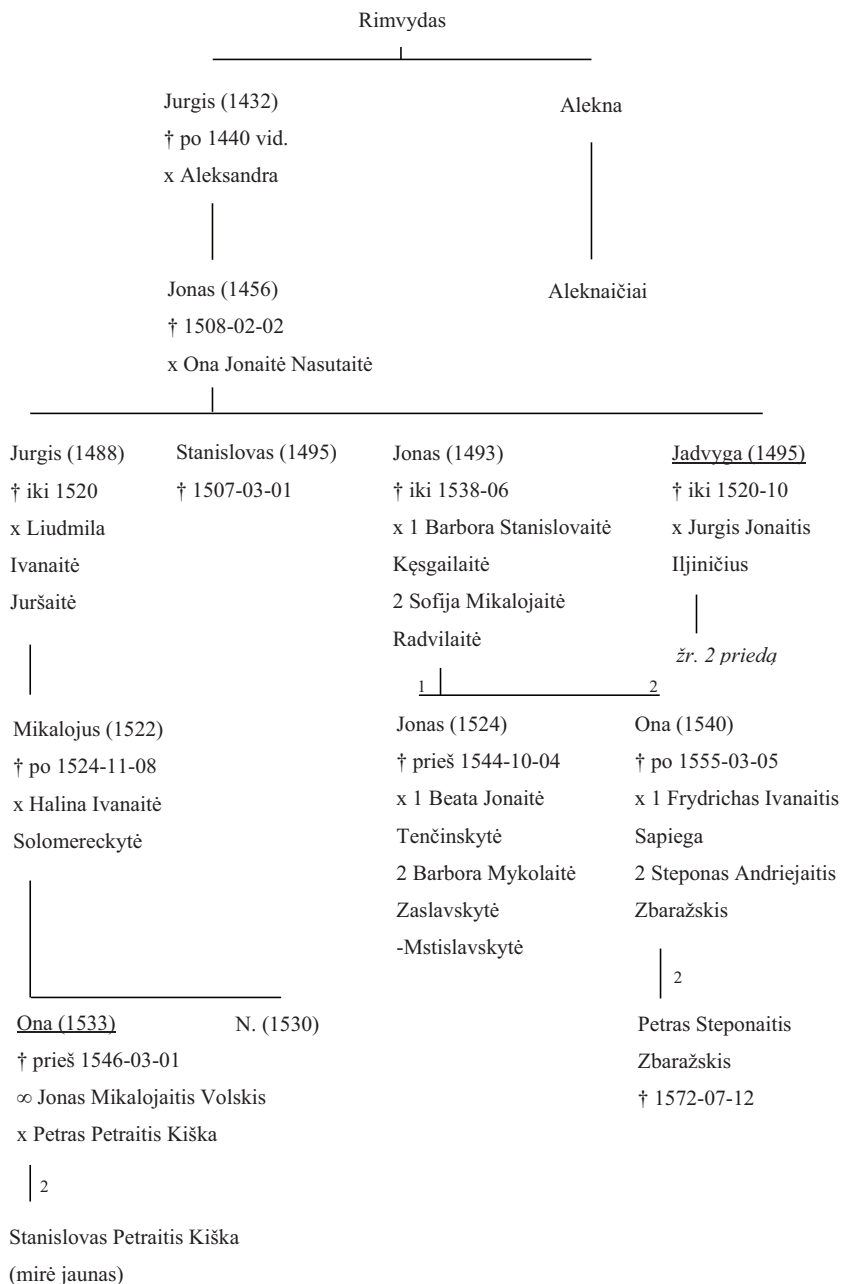 Rimvydas
Jurgis (1432)
† po 1440 vid.
x Aleksandra
Alekna
Jonas (1456)
† 1508-02-02
x Ona Jonaitė Nasutaitė
Aleknaičiai
Jurgis (1488)
† iki 1520
x Liudmila
Ivanaitė
Juršaitė
Stanislovas (1495)
† 1507-03-01
Jonas (1493)
† iki 1538-06
x 1 Barbora Stanislovaitė
Kęsgailaitė
2 Sofija Mikalojaitė
Radvilaitė
Jadvyga (1495)
† iki 1520-10
x Jurgis Jonaitis
Iljiničius
žr. 2 priedą
1
2
Mikalojus (1522)
† po 1524-11-08
x Halina Ivanaitė
Solomereckytė
Jonas (1524)
† prieš 1544-10-04
x 1 Beata Jonaitė
Tenčinskytė
2 Barbora Mykolaitė
Zaslavskytė
-Mstislavskytė
Ona (1540)
† po 1555-03-05
x 1 Frydrichas Ivanaitis
Sapiega
2 Steponas Andriejaitis
Zbaražskis
2
Ona (1533)
† prieš 1546-03-01
∞ Jonas Mikalojaitis Volskis
x Petras Petraitis Kiška
N. (1530)
Petras Steponaitis
Zbaražskis
† 1572-07-12
2
Stanislovas Petraitis Kiška
(mirė jaunas)